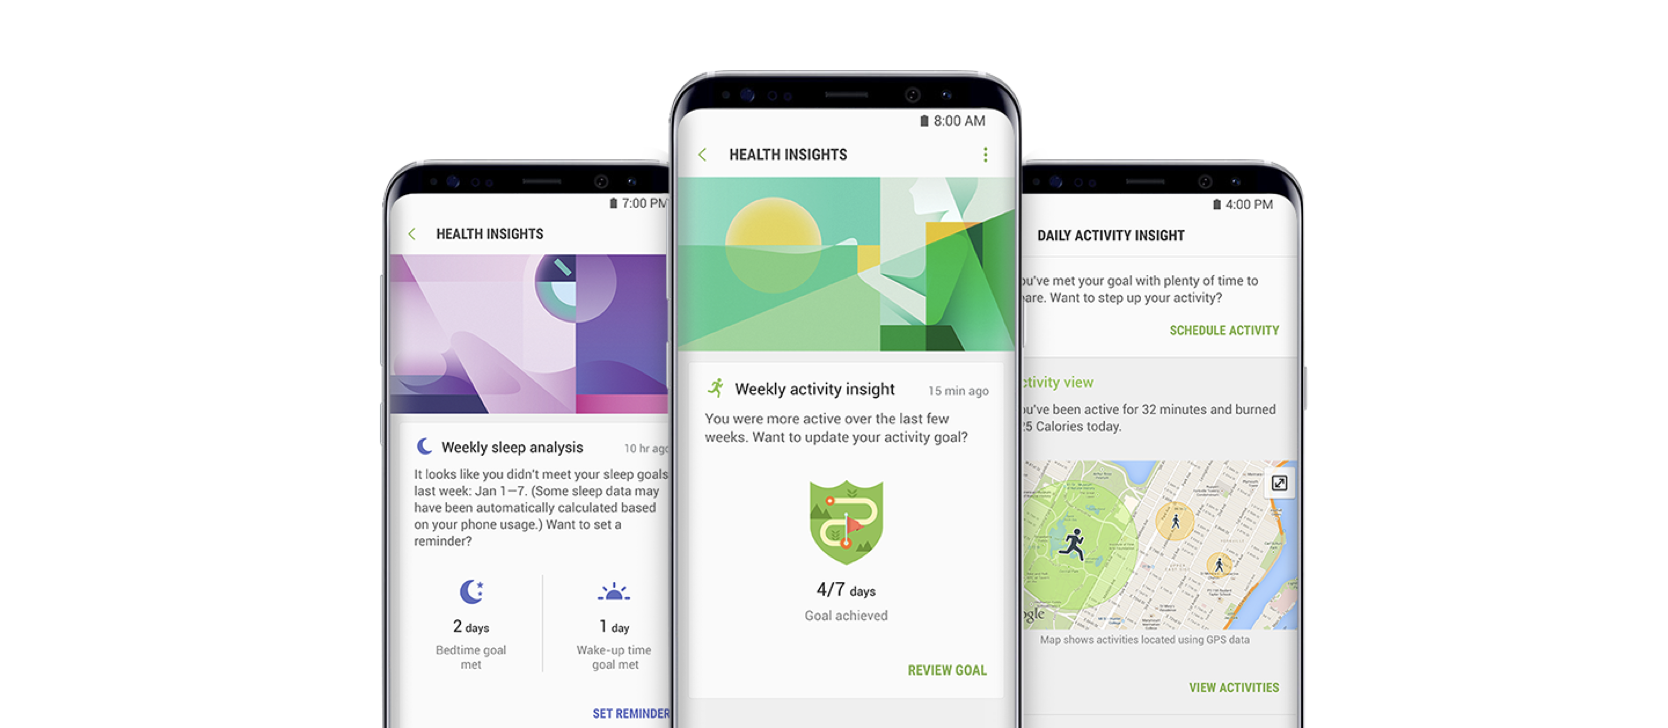 7:00 PM
HEALTH INSIGHTS
Weekly sleep analysis
10 hr ago
It looks like you didn't meet your sleep goals
last week: Jan 1–7. (Some sleep data may
have been automatically calculated based
on your phone usage.) Want to set a
reminder?
2 days
Bedtime goal
met
1 day
Wake-up time
goal met
SET REMINDER
8:00 AM
HEALTH INSIGHTS
Weekly activity insight
15 min ago
You were more active over the last few
weeks. Want to update your activity goal?
4/7 days
Goal achieved
REVIEW GOAL
4:00 PM
DAILY ACTIVITY INSIGHT
ou've met your goal with plenty of time to
are. Want to step up your activity?
SCHEDULE ACTIVITY
ctivity view
ou've been active for 32 minutes and burned
25 Calories today.
ogle
Map shows activities located using GPS data
VIEW ACTIVITIES